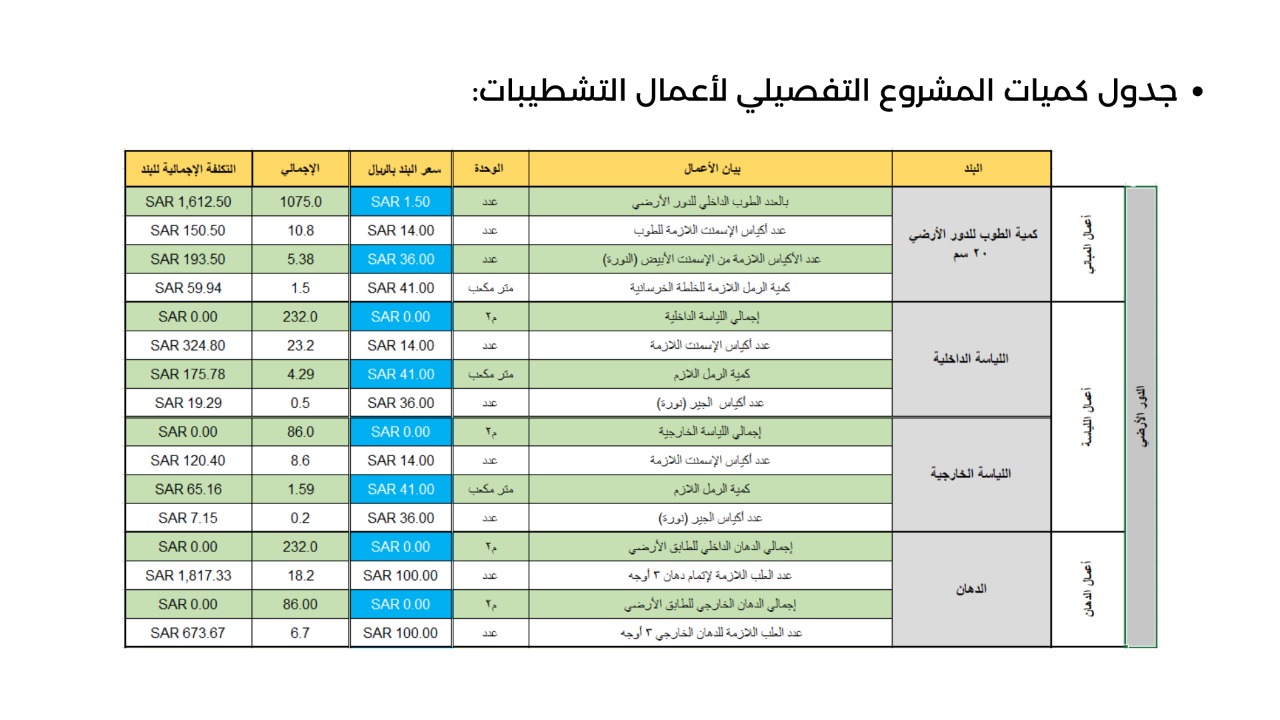 • جدول كميات المشروع التفصيلي لأعمال التشطيبات:
البند	بيان الأعمال	الوحدة	سعر البند بالريال	الإجمالي	التكلفة الإجمالية للبند
الدور الأرضي
أعمال المباني
كمية الطوب للدور الأرضي
٢٠ سم
بالعدد الطوب الداخلي للدور الأرضي	عدد	SAR 1.50	1075.0	SAR 1,612.50
عدد أكياس الإسمنت اللازمة للطوب	عدد	SAR 14.00	10.8	SAR 150.50
عدد الأكياس اللازمة من الإسمنت الأبيض (النورة)	عدد	SAR 36.00	5.38	SAR 193.50
كمية الرمل اللازمة للخلطة الخرسانية	متر مكعب	SAR 41.00	1.5	SAR 59.94
أعمال اللياسة
اللياسة الداخلية
إجمالي اللياسة الداخلية	م٢	SAR 0.00	232.0	SAR 0.00
عدد أكياس الإسمنت اللازمة	عدد	SAR 14.00	23.2	SAR 324.80
كمية الرمل اللازم	متر مكعب	SAR 41.00	4.29	SAR 175.78
عدد أكياس الجير (نورة)	عدد	SAR 36.00	0.5	SAR 19.29
اللياسة الخارجية
إجمالي اللياسة الخارجية	م٢	SAR 0.00	86.0	SAR 0.00
عدد أكياس الإسمنت اللازمة	عدد	SAR 14.00	8.6	SAR 120.40
كمية الرمل اللازم	متر مكعب	SAR 41.00	1.59	SAR 65.16
عدد أكياس الجير (نورة)	عدد	SAR 36.00	0.2	SAR 7.15
أعمال الدهان
الدهان
إجمالي الدهان الداخلي للطابق الأرضي	م٢	SAR 0.00	232.0	SAR 0.00
عدد العلب اللازمة لإتمام دهان ٣ أوجه	عدد	SAR 100.00	18.2	SAR 1,817.33
إجمالي الدهان الخارجي للطابق الأرضي	م٢	SAR 0.00	86.00	SAR 0.00
عدد العلب اللازمة للدهان الخارجي ٣ أوجه	عدد	SAR 100.00	6.7	SAR 673.67